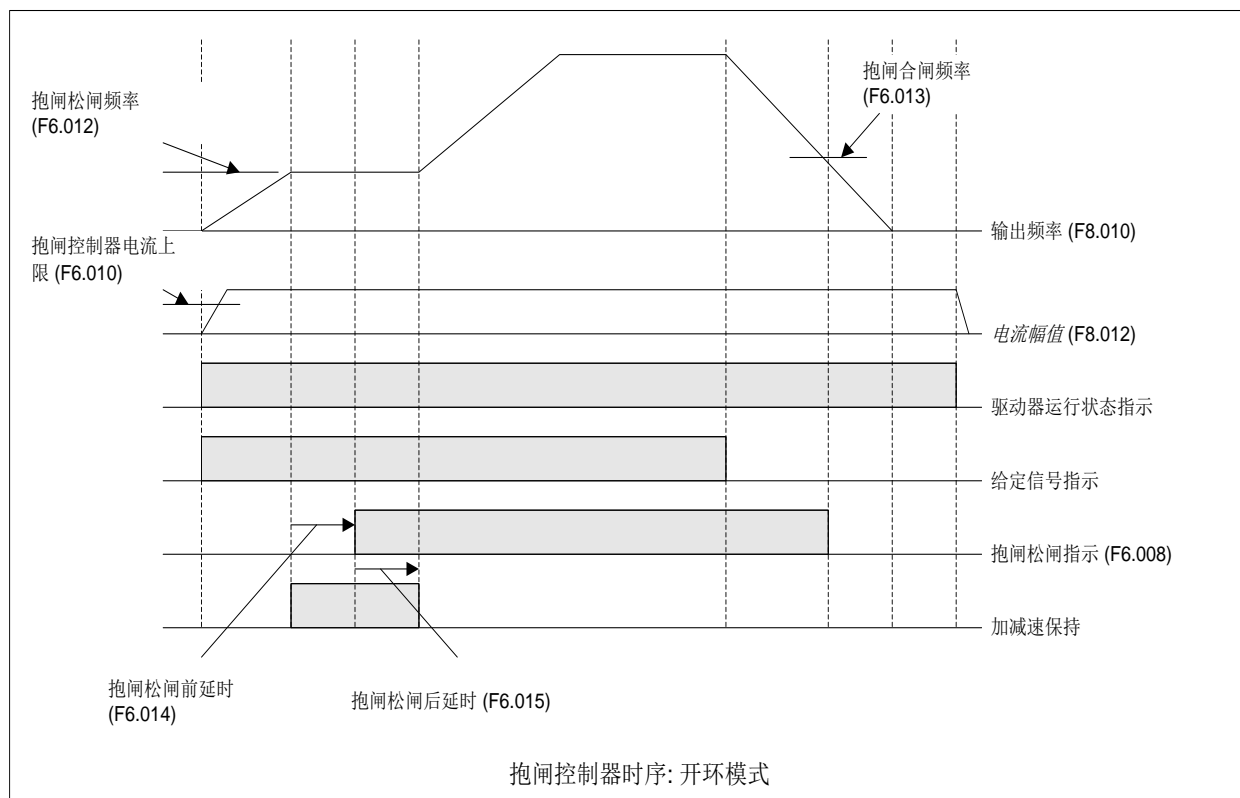 抱闸松闸频率
(F6.012)
抱闸合闸频率
(F6.013)
输出频率 (F8.010)
抱闸控制器电流上
限 (F6.010)
电流幅值 (F8.012)
驱动器运行状态指示
给定信号指示
抱闸松闸指示 (F6.008)
加减速保持
抱闸松闸前延时
(F6.014)
抱闸松闸后延时 (F6.015)
抱闸控制器时序: 开环模式